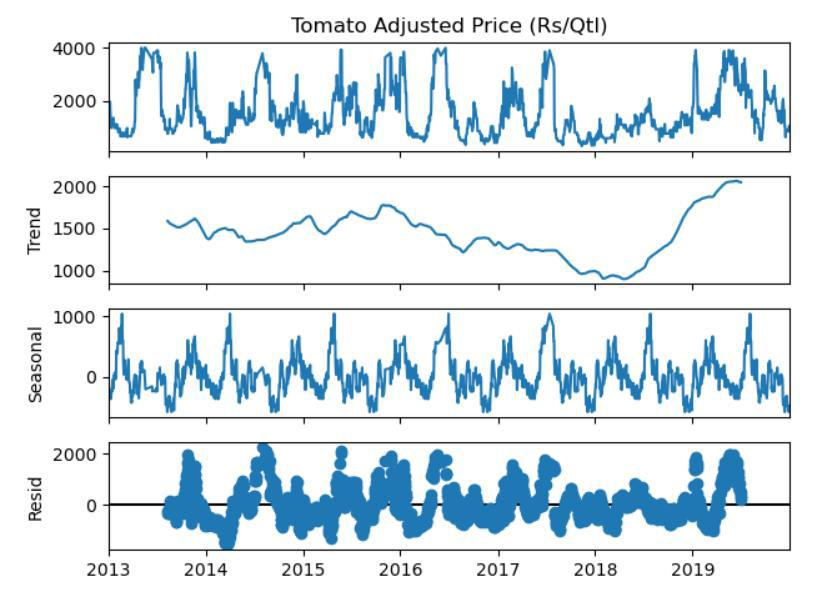 Tomato Adjusted Price (Rs/Qtl)
4000
2000
Trend
2000
1500
1000
Seasonal
1000
0
Resid
2000
0
2013 2014 2015 2016 2017 2018 2019